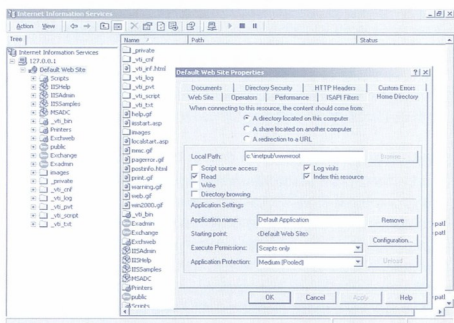 Internet Information Services
Action View
Tree
Name Path Status
Internet Information Services
127.0.0.1
Default Web Site
Scripts
IISHelp
IISAdmin
IISSamples
MSADC
_vti_bin
Printers
Exchweb
public
Exchange
Exadmin
images
_private
_vti_cnf
_vti_log
_vti_pvt
_vti_script
_vti_txt
_private
_vti_cnf
_vti_inf.html
_vti_log
_vti_pvt
_vti_script
_vti_txt
help.gif
iisstart.asp
images
localstart.asp
mmc.gif
pagerror.gif
postinfo.html
print.gif
warning.gif
web.gif
win2000.gif
_vti_bin
Exadmin
Exchange
Exchweb
IISAdmin
IISHelp
IISSamples
MSADC
Printers
public
Scripts
Default Web Site Properties
Documents Directory Security HTTP Headers Custom Errors
Web Site Operators Performance ISAPI Filters Home Directory
When connecting to this resource, the content should come from:
A directory located on this computer
A share located on another computer
A redirection to a URL
Local Path: c:\inetpub\wwwroot Browse...
Script source access Log visits
Read Index this resource
Write
Directory browsing
Application Settings
Application name: Default Application Remove
Starting point: <Default Web Site>
Configuration...
Execute Permissions: Scripts only
Application Protection: Medium (Pooled) Unload
OK Cancel Apply Help